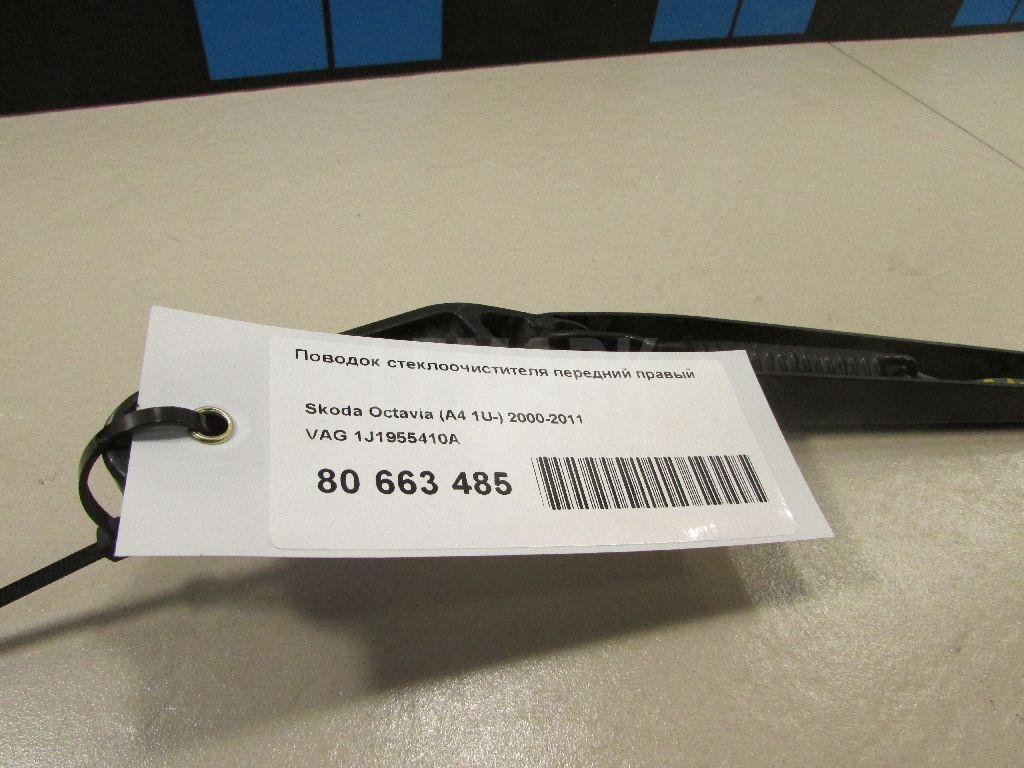 Поводок стеклоочистителя передний правый
Skoda Octavia (A4 1U-) 2000-2011
VAG 1J1955410A
80 663 485